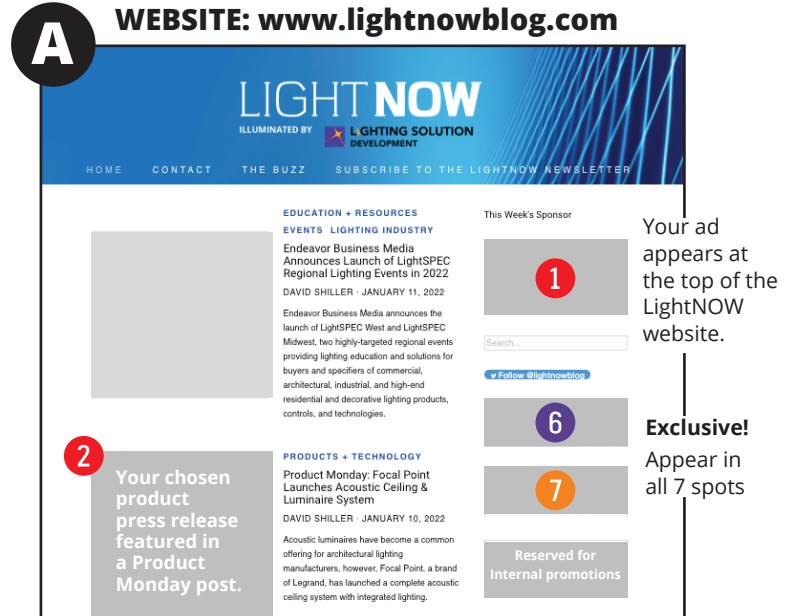 A
WEBSITE: www.lightnowblog.com
LIGHT NOW
ILLUMINATED BY LIGHTING SOLUTION
DEVELOPMENT
HOME CONTACT THE BUZZ SUBSCRIBE TO THE LIGHTNOW NEWSLETTER
EDUCATION + RESOURCES
EVENTS LIGHTING INDUSTRY
Endeavor Business Media
Announces Launch of LightSPEC
Regional Lighting Events in 2022
DAVID SHILLER · JANUARY 11, 2022
Endeavor Business Media announces the
launch of LightSPEC West and LightSPEC
Midwest, two highly-targeted regional events
providing lighting education and solutions for
buyers and specifiers of commercial,
architectural, industrial, and high-end
residential and decorative lighting products,
controls, and technologies.
This Week's Sponsor
1
Search...
Follow @lightnowblog
6
7
Reserved for
Internal promotions
Your ad
appears at
the top of the
LightNOW
website.
Exclusive!
Appear in
all 7 spots
2
Your chosen
product
press release
featured in
a Product
Monday post.
PRODUCTS + TECHNOLOGY
Product Monday: Focal Point
Launches Acoustic Ceiling &
Luminaire System
DAVID SHILLER · JANUARY 10, 2022
Acoustic luminaires have become a common
offering for architectural lighting
manufacturers, however, Focal Point, a brand
of Legrand, has launched a complete acoustic
ceiling system with integrated lighting.